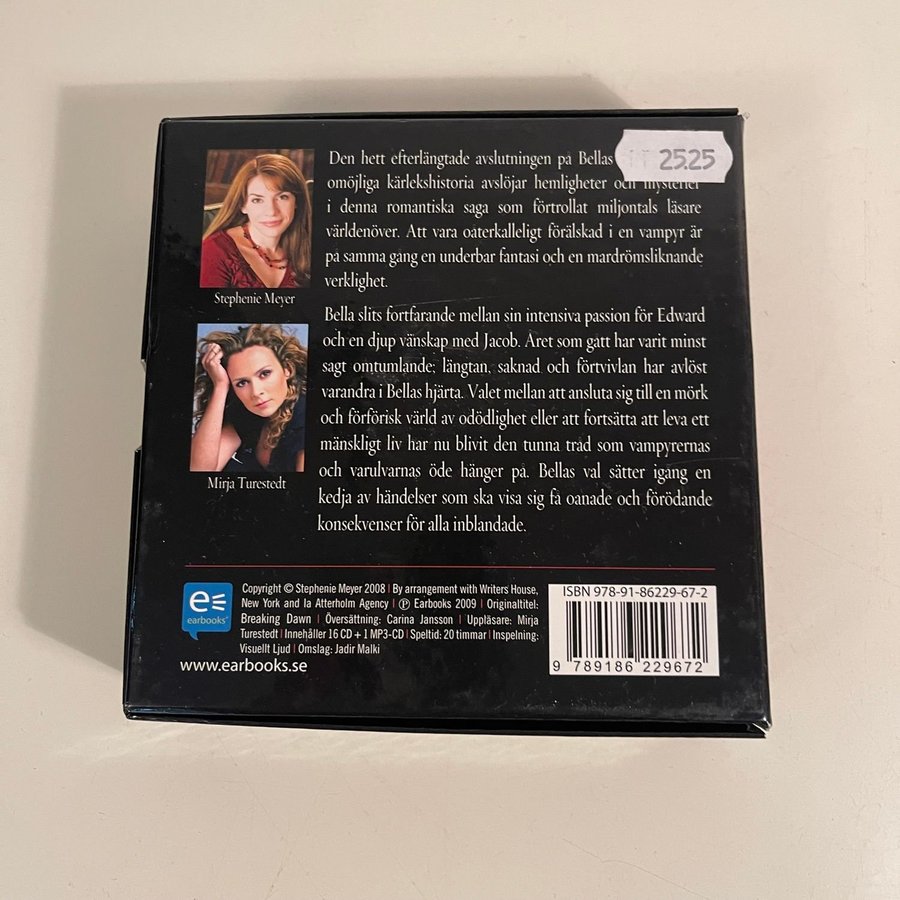 Den hett efterlängtade avslutningen på Bellas
25.25
omöjliga kärlekshistoria avslöjar hemligheter och mysterier
i denna romantiska saga som förtrollat miljontals läsare
världenöver. Att vara oåterkalleligt förälskad i en vampyr är
på samma gång en underbar fantasi och en mardrömsliknande
verklighet.
Stephenie Meyer
Bella slits fortfarande mellan sin intensiva passion för Edward
och en djup vänskap med Jacob. Året som gått har varit minst
sagt omtumlande; längtan, saknad och förtvivlan har avlöst
varandra i Bellas hjärta. Valet mellan att ansluta sig till en mörk
och förförisk värld av odödlighet eller att fortsätta att leva ett
mänskligt liv har nu blivit den tunna tråd som vampyrernas
och varulvarnas öde hänger på. Bellas val sätter igång en
kedja av händelser som ska visa sig få oanade och förödande
konsekvenser för alla inblandade.
Mirja Turestedt
e
earbooks
www.earbooks.se
Copyright © Stephenie Meyer 2008 | By arrangement with Writers House,
New York and Ia Atterholm Agency | ℗ Earbooks 2009 | Originaltitel:
Breaking Dawn | Översättning: Carina Jansson | Uppläsare: Mirja
Turestedt | Innehåller 16 CD + 1 MP3-CD | Speltid: 20 timmar | Inspelning:
Visuellt Ljud | Omslag: Jadir Malki
ISBN 978-91-86229-67-2
9 789186 229672